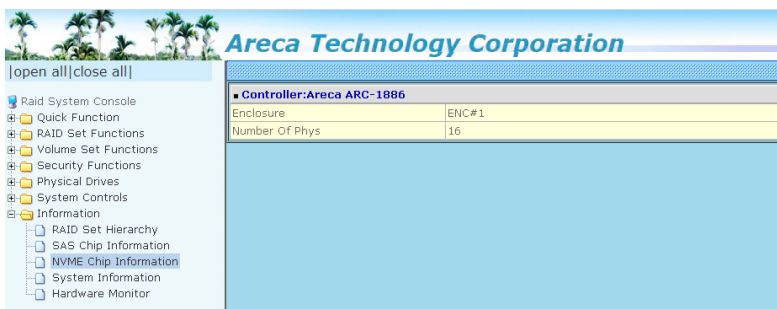 Areca Technology Corporation
|open all|close all|
Raid System Console
Quick Function
RAID Set Functions
Volume Set Functions
Security Functions
Physical Drives
System Controls
Information
RAID Set Hierarchy
SAS Chip Information
NVME Chip Information
System Information
Hardware Monitor
Controller:Areca ARC-1886
Enclosure ENC#1
Number Of Phys 16